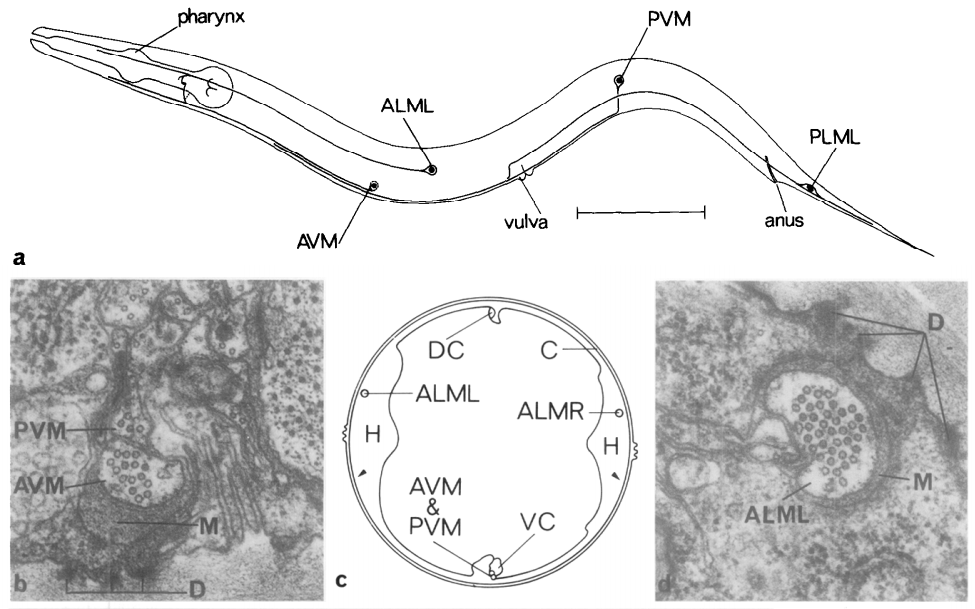 pharynx
PVM
ALML
PLML
AVM
vulva
anus
a
PVM
AVM
M
D
b
DC
C
ALML
ALMR
H
H
AVM
&
PVM
VC
c
D
M
ALML
d